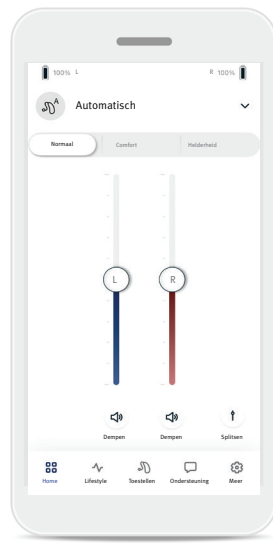 100% L R 100%
A Automatisch
Normaal Comfort Helderheid
L R
Dempen Dempen Splitsen
Home Lifestyle Toestellen Ondersteuning Meer